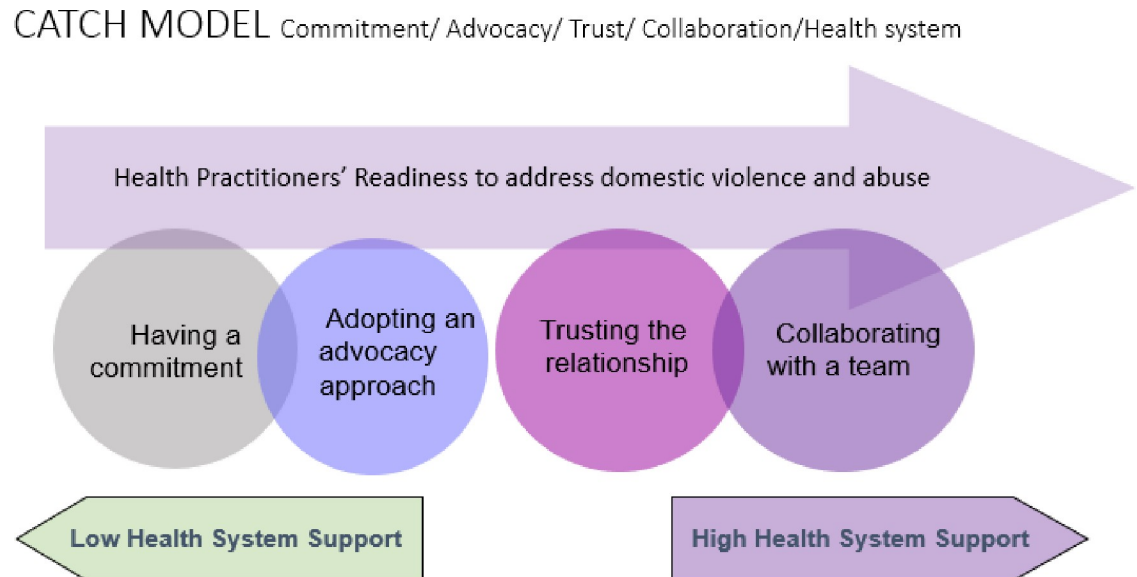 CATCH MODEL Commitment/ Advocacy/ Trust/ Collaboration/Health system
Health Practitioners’ Readiness to address domestic violence and abuse
Having a
commitment
Adopting an
advocacy
approach
Trusting the
relationship
Collaborating
with a team
Low Health System Support
High Health System Support